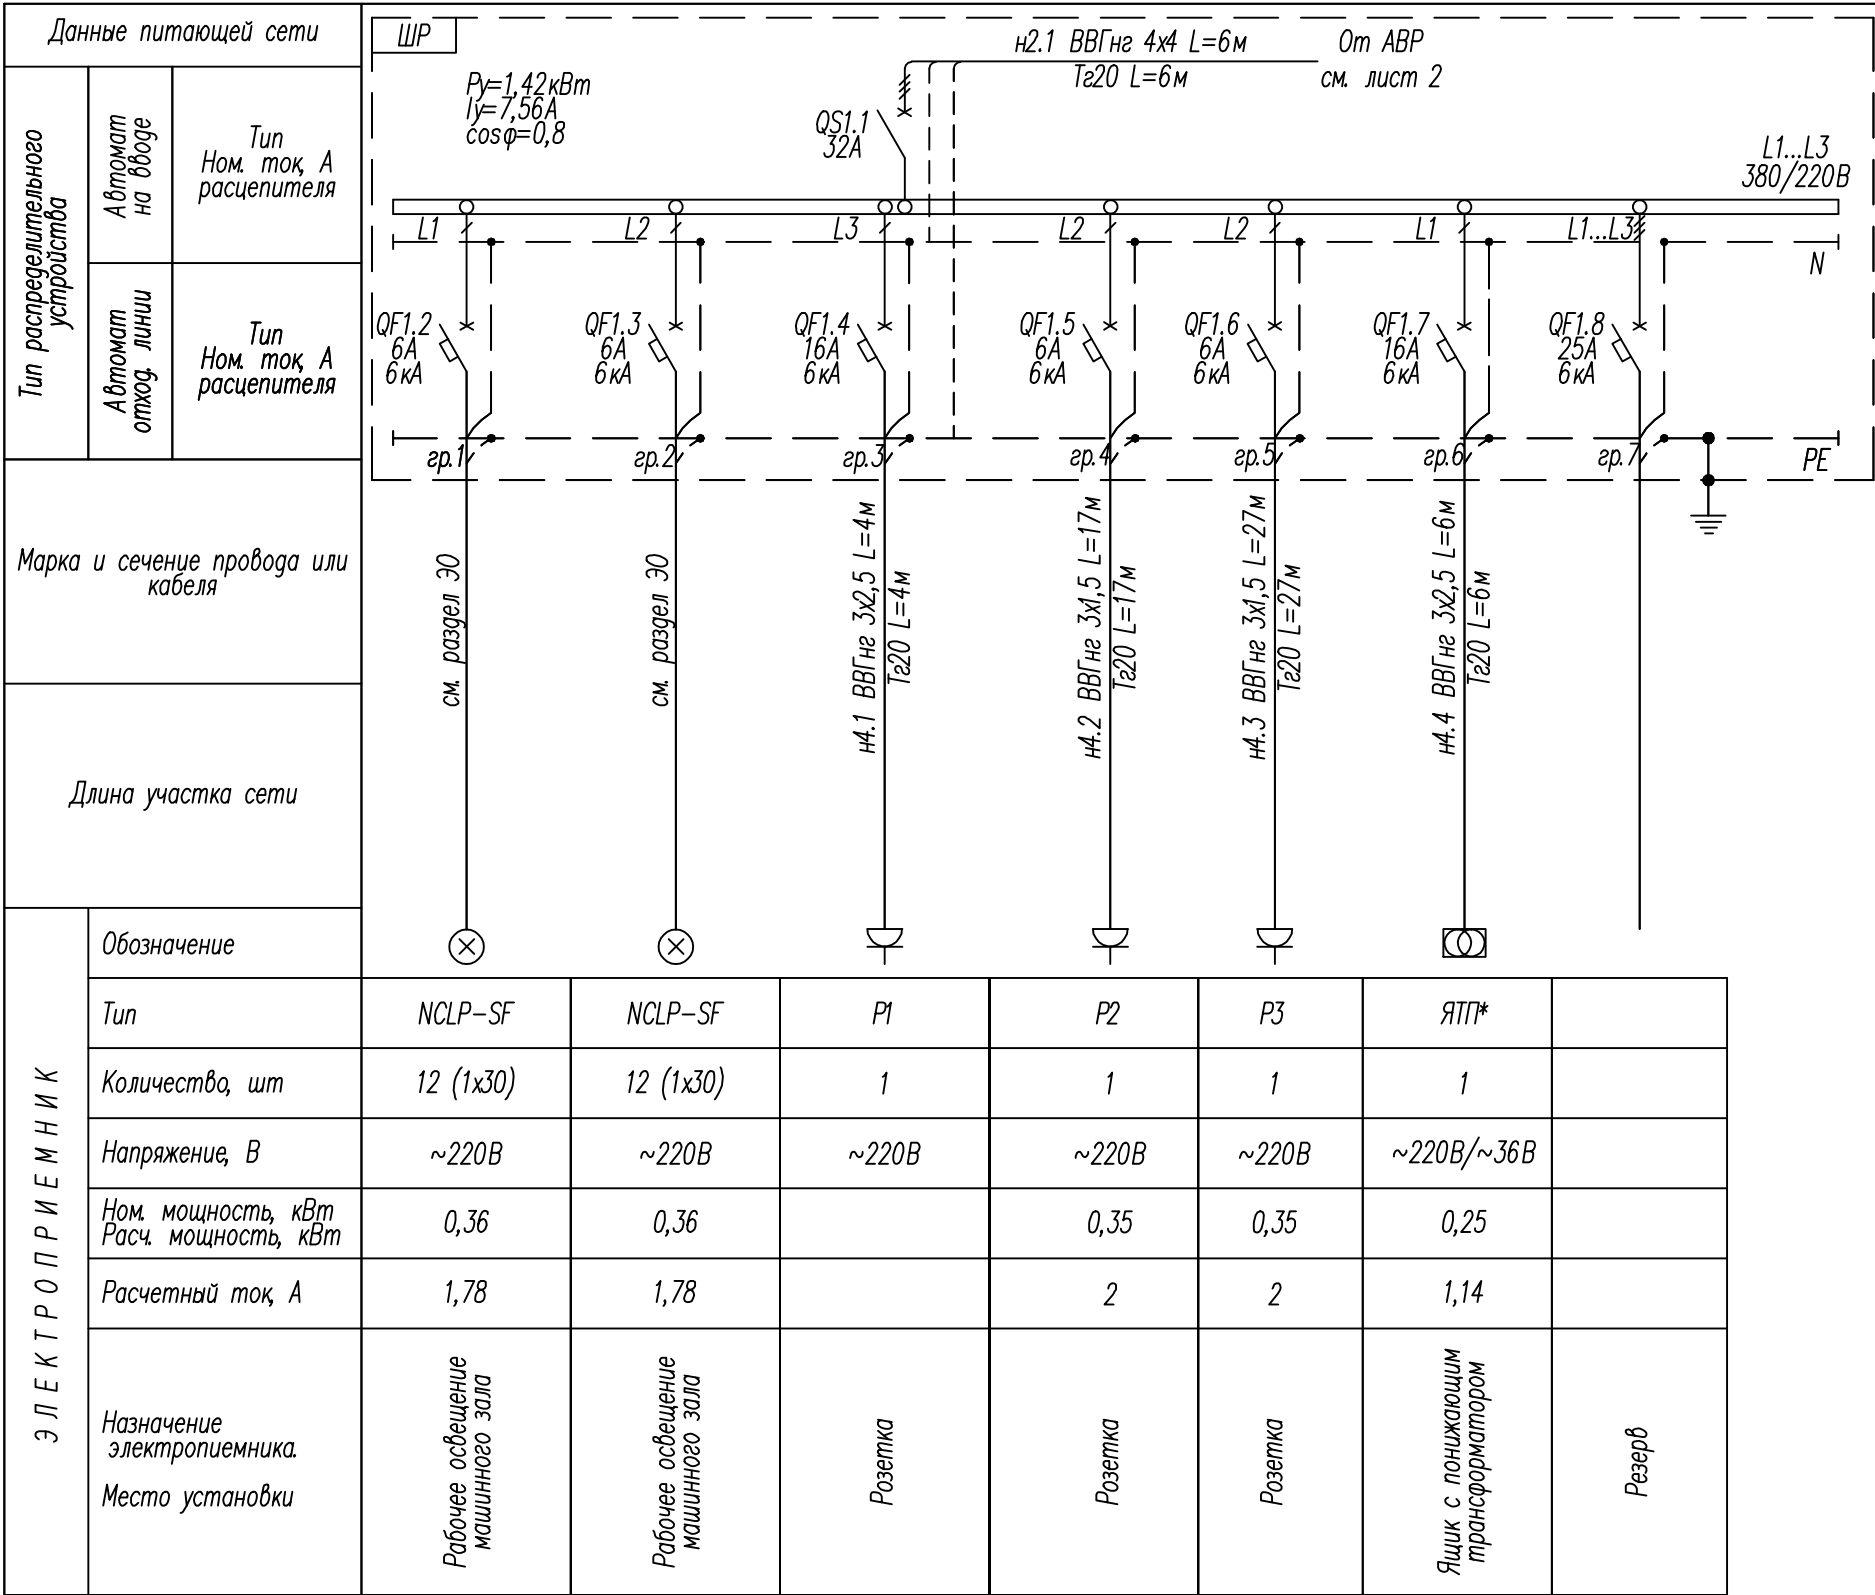 Данные питающей сети
Тип распределительного
устройства
Автомат
на вводе
Тип
Ном. ток, А
расцепителя
Автомат
отход. линии
Тип
Ном. ток, А
расцепителя
Марка и сечение провода или
кабеля
Длина участка сети
ШР
Pу=1,42кВт
Iу=7,56А
cosφ=0,8
QS1.1
32А
н2.1 ВВГнг 4х4 L=6м
Тг20 L=6м
От АВР
см. лист 2
L1...L3
380/220В
L1
L2
L3
L2
L2
L1
L1...L3
N
QF1.2
6А
6кА
QF1.3
6А
6кА
QF1.4
16А
6кА
QF1.5
6А
6кА
QF1.6
6А
6кА
QF1.7
16А
6кА
QF1.8
25А
6кА
гр.1
гр.2
гр.3
гр.4
гр.5
гр.6
гр.7
PE
см. раздел ЭО
см. раздел ЭО
н4.1 ВВГнг 3х2,5 L=4м
Тг20 L=4м
н4.2 ВВГнг 3х1,5 L=17м
Тг20 L=17м
н4.3 ВВГнг 3х1,5 L=27м
Тг20 L=27м
н4.4 ВВГнг 3х2,5 L=6м
Тг20 L=6м
ЭЛЕКТРОПРИЕМНИК
Обозначение
Тип
NCLP-SF
NCLP-SF
Р1
Р2
Р3
ЯТП*
Количество, шт
12 (1х30)
12 (1х30)
1
1
1
1
Напряжение, В
~220В
~220В
~220В
~220В
~220В
~220В/~36В
Ном. мощность, кВт
Расч. мощность, кВт
0,36
0,36
0,35
0,35
0,25
Расчетный ток, А
1,78
1,78
2
2
1,14
Назначение
электропиемника.
Место установки
Рабочее освещение
машинного зала
Рабочее освещение
машинного зала
Розетка
Розетка
Розетка
Ящик с понижающим
трансформатором
Резерв